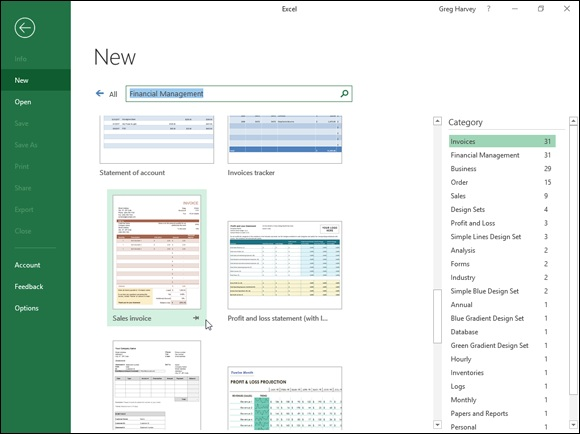 Excel
Greg Harvey ?
Info
New
Open
Save
Save As
Print
Share
Export
Close
Account
Feedback
Options
New
All
Financial Management
Statement of account
Invoices tracker
INVOICE
YOUR LOGO
HERE
Sales invoice
Profit and loss statement (with l...
Twelve Month
PROFIT & LOSS PROJECTION
Category
Invoices 31
Financial Management 31
Business 29
Order 15
Sales 9
Design Sets 4
Profit and Loss 3
Simple Lines Design Set 3
Analysis 2
Forms 2
Industry 2
Simple Blue Design Set 2
Annual 1
Blue Gradient Design Set 1
Database 1
Green Gradient Design Set 1
Hourly 1
Inventories 1
Logs 1
Monthly 1
Papers and Reports 1
Personal 1